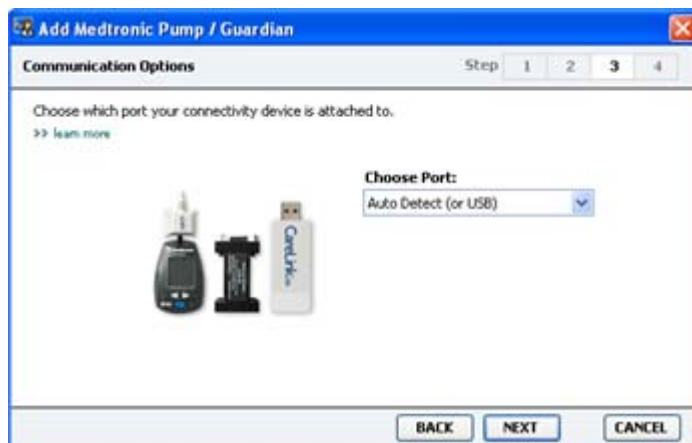 Add Medtronic Pump / Guardian
Communication Options
Step 1 2 3 4
Choose which port your connectivity device is attached to.
>> learn more
Choose Port:
Auto Detect (or USB)
CareLink
BACK NEXT CANCEL